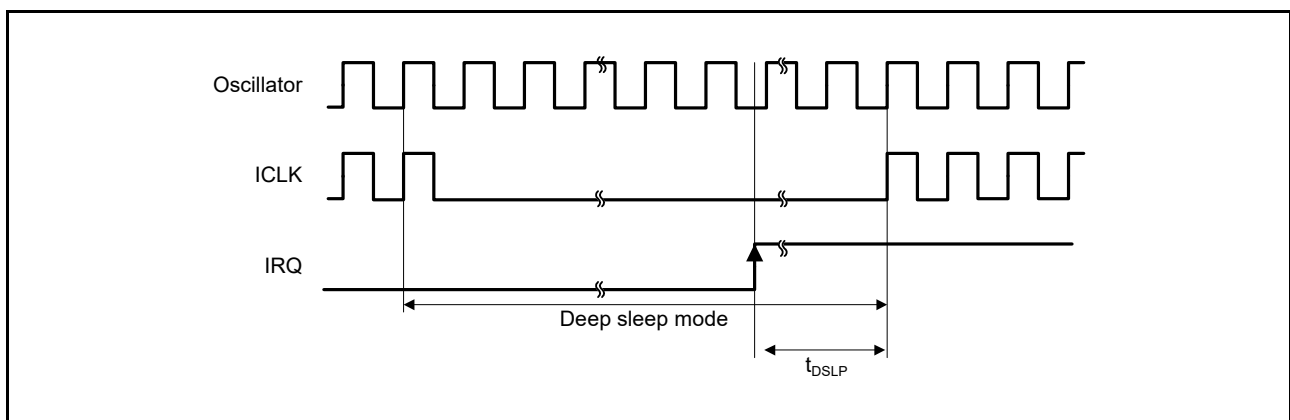 Oscillator
ICLK
IRQ
Deep sleep mode
tDSLP